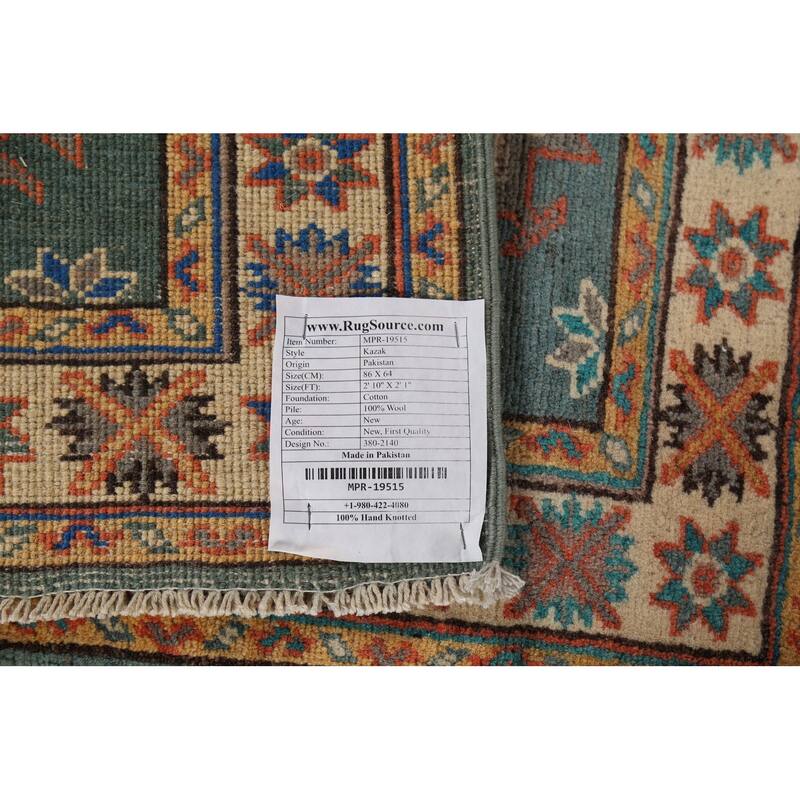 www.RugSource.com
Item Number: MPR-19515
Style Kazak
Origin Pakistan
Size(CM): 86 X 64
Size(FT): 2' 10" X 2' 1"
Foundation: Cotton
Pile: 100% Wool
Age: New
Condition: New, First Quality
Design No.: 380-2140
Made in Pakistan
MPR-19515
+1-980-422-4080
100% Hand Knotted